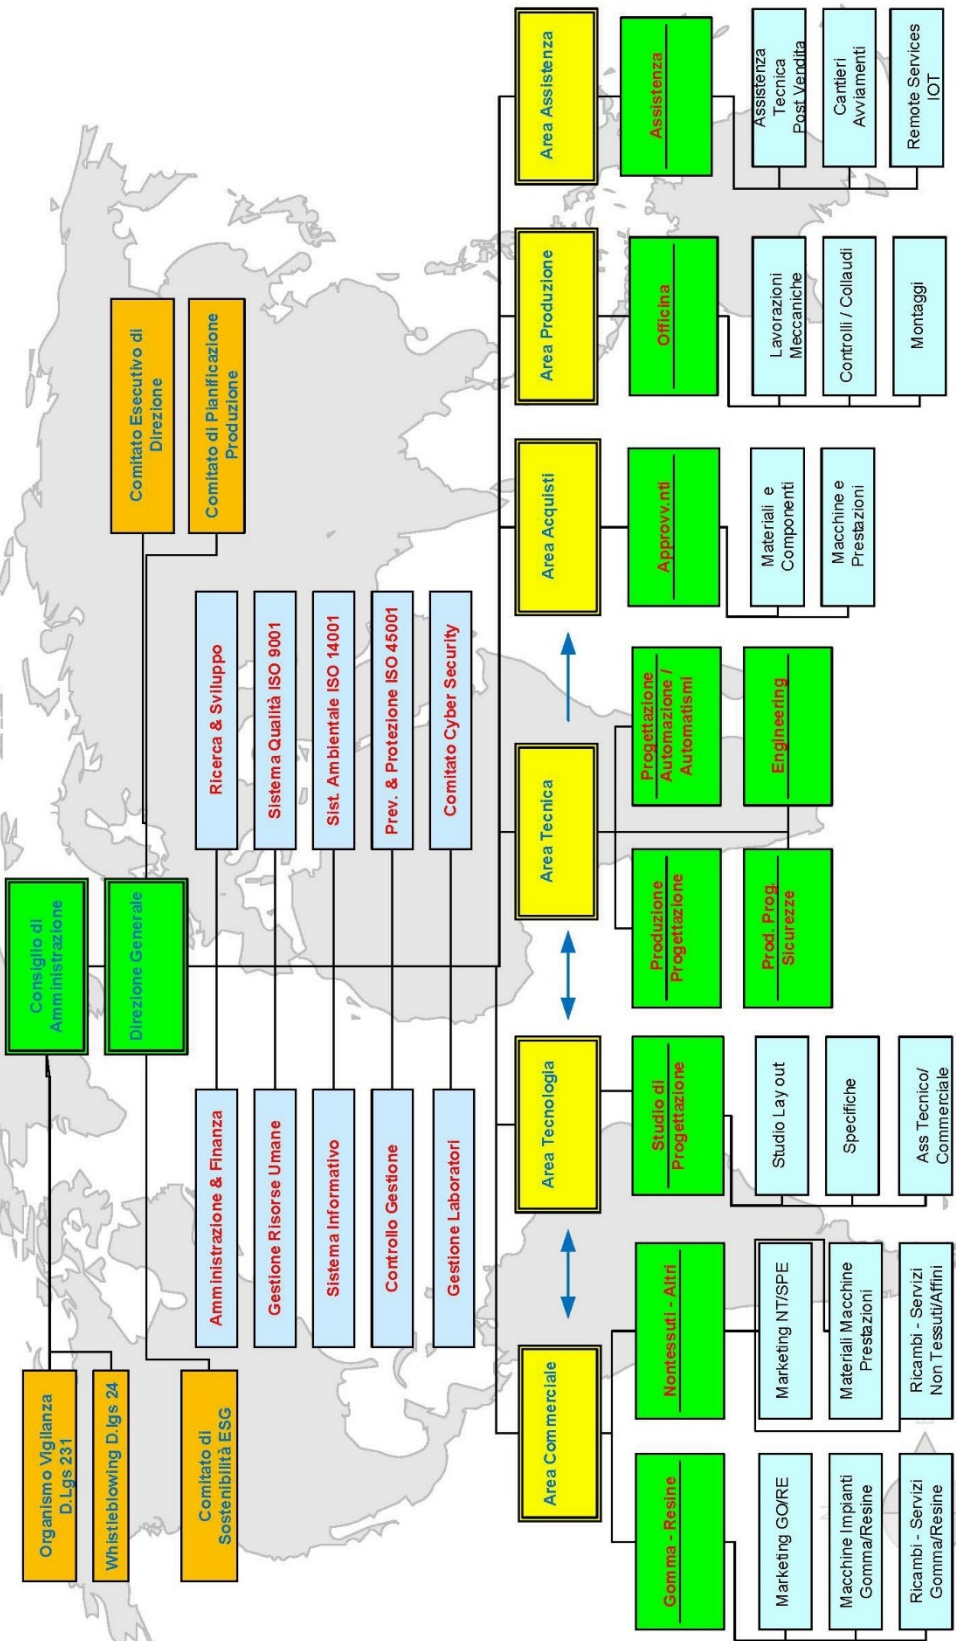 Consiglio di
Amministrazione
Direzione Generale
Organismo Vigilanza
D.Lgs 231
Whistleblowing D.lgs 24
Comitato di
Sostenibilità ESG
Comitato Esecutivo di
Direzione
Comitato di Pianificazione
Produzione
Amministrazione & Finanza
Ricerca & Sviluppo
Gestione Risorse Umane
Sistema Qualità ISO 9001
Sistema Informativo
Sist. Ambientale ISO 14001
Controllo Gestione
Prev. & Protezione ISO 45001
Gestione Laboratori
Comitato Cyber Security
Area Commerciale
Area Tecnologia
Area Tecnica
Area Acquisti
Area Produzione
Area Assistenza
Gomma - Resine
Marketing GO/RE
Macchine Impianti
Gomma/Resine
Ricambi - Servizi
Gomma/Resine
Nontessuti - Altri
Marketing NT/SPE
Materiali Macchine
Prestazioni
Ricambi - Servizi
Non Tessuti/Affini
Studio di
Progettazione
Studio Lay out
Specifiche
Ass Tecnico/
Commerciale
Produzione
Progettazione
Progettazione
Automazione /
Automatismi
Prod. Prog.
Sicurezze
Engineering
Approvv.nti
Materiali e
Componenti
Macchine e
Prestazioni
Officina
Lavorazioni
Meccaniche
Controlli / Collaudi
Montaggi
Assistenza
Assistenza
Tecnica
Post Vendita
Cantieri
Avviamenti
Remote Services
IOT